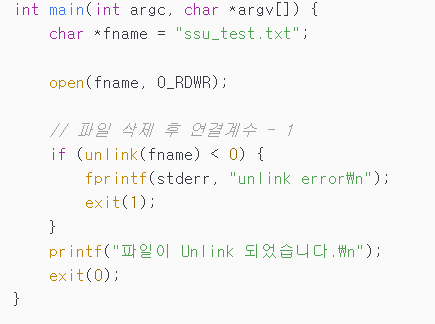 int main(int argc, char *argv[]) {
    char *fname = "ssu_test.txt";

    open(fname, O_RDWR);

    // 파일 삭제 후 연결계수 - 1
    if (unlink(fname) < 0) {
        fprintf(stderr, "unlink error₩n");
        exit(1);
    }
    printf("파일이 Unlink 되었습니다.₩n");
    exit(0);
}